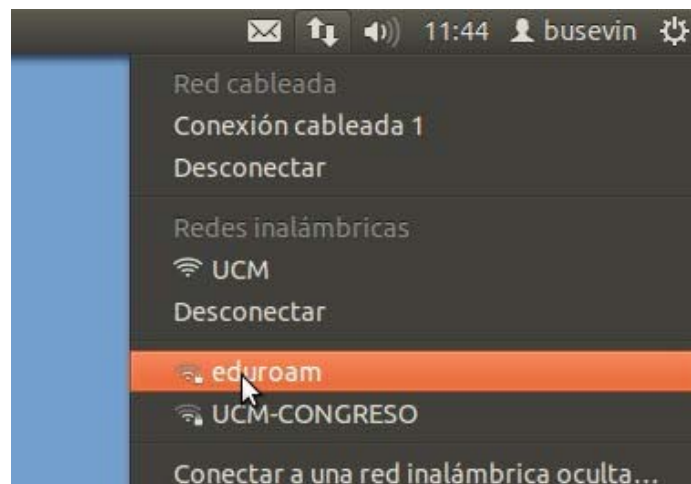 11:44 busevin
Red cableada
Conexión cableada 1
Desconectar
Redes inalámbricas
UCM
Desconectar
eduroam
UCM-CONGRESO
Conectar a una red inalámbrica oculta...